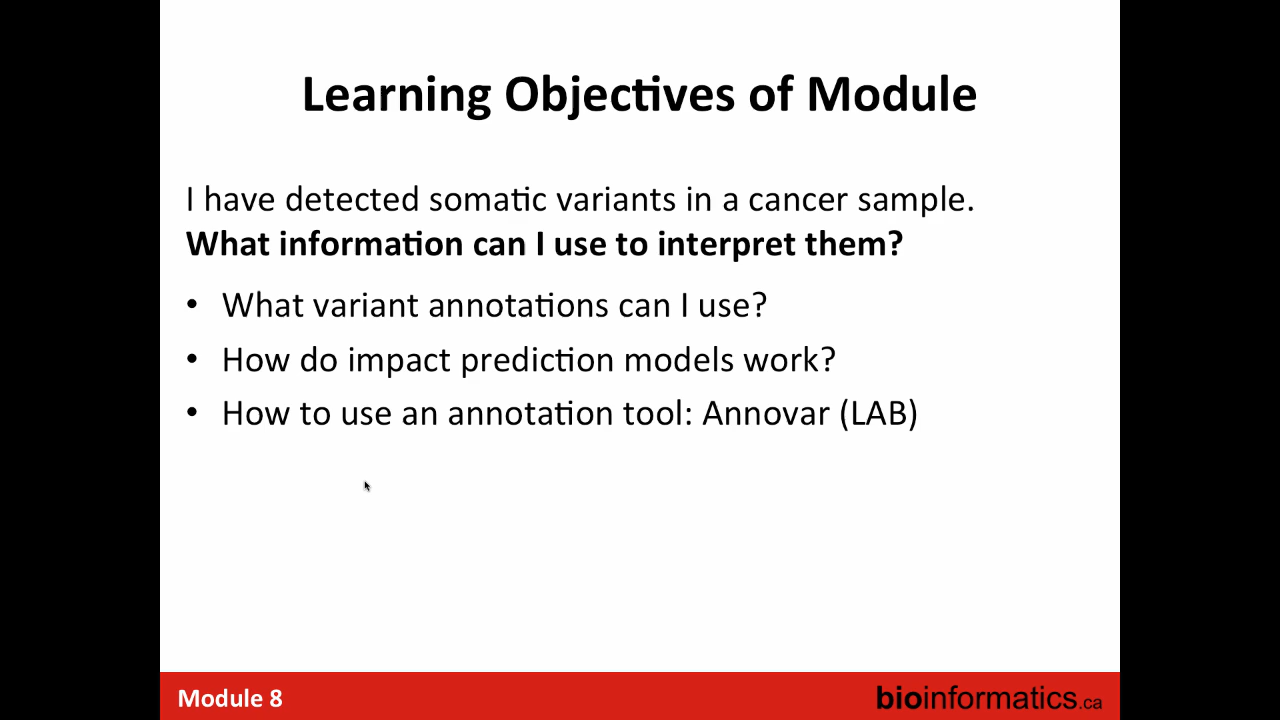 Learning Objectives of Module
I have detected somatic variants in a cancer sample.
What information can I use to interpret them?
• What variant annotations can I use?
• How do impact prediction models work?
• How to use an annotation tool: Annovar (LAB)
Module 8
bioinformatics.ca